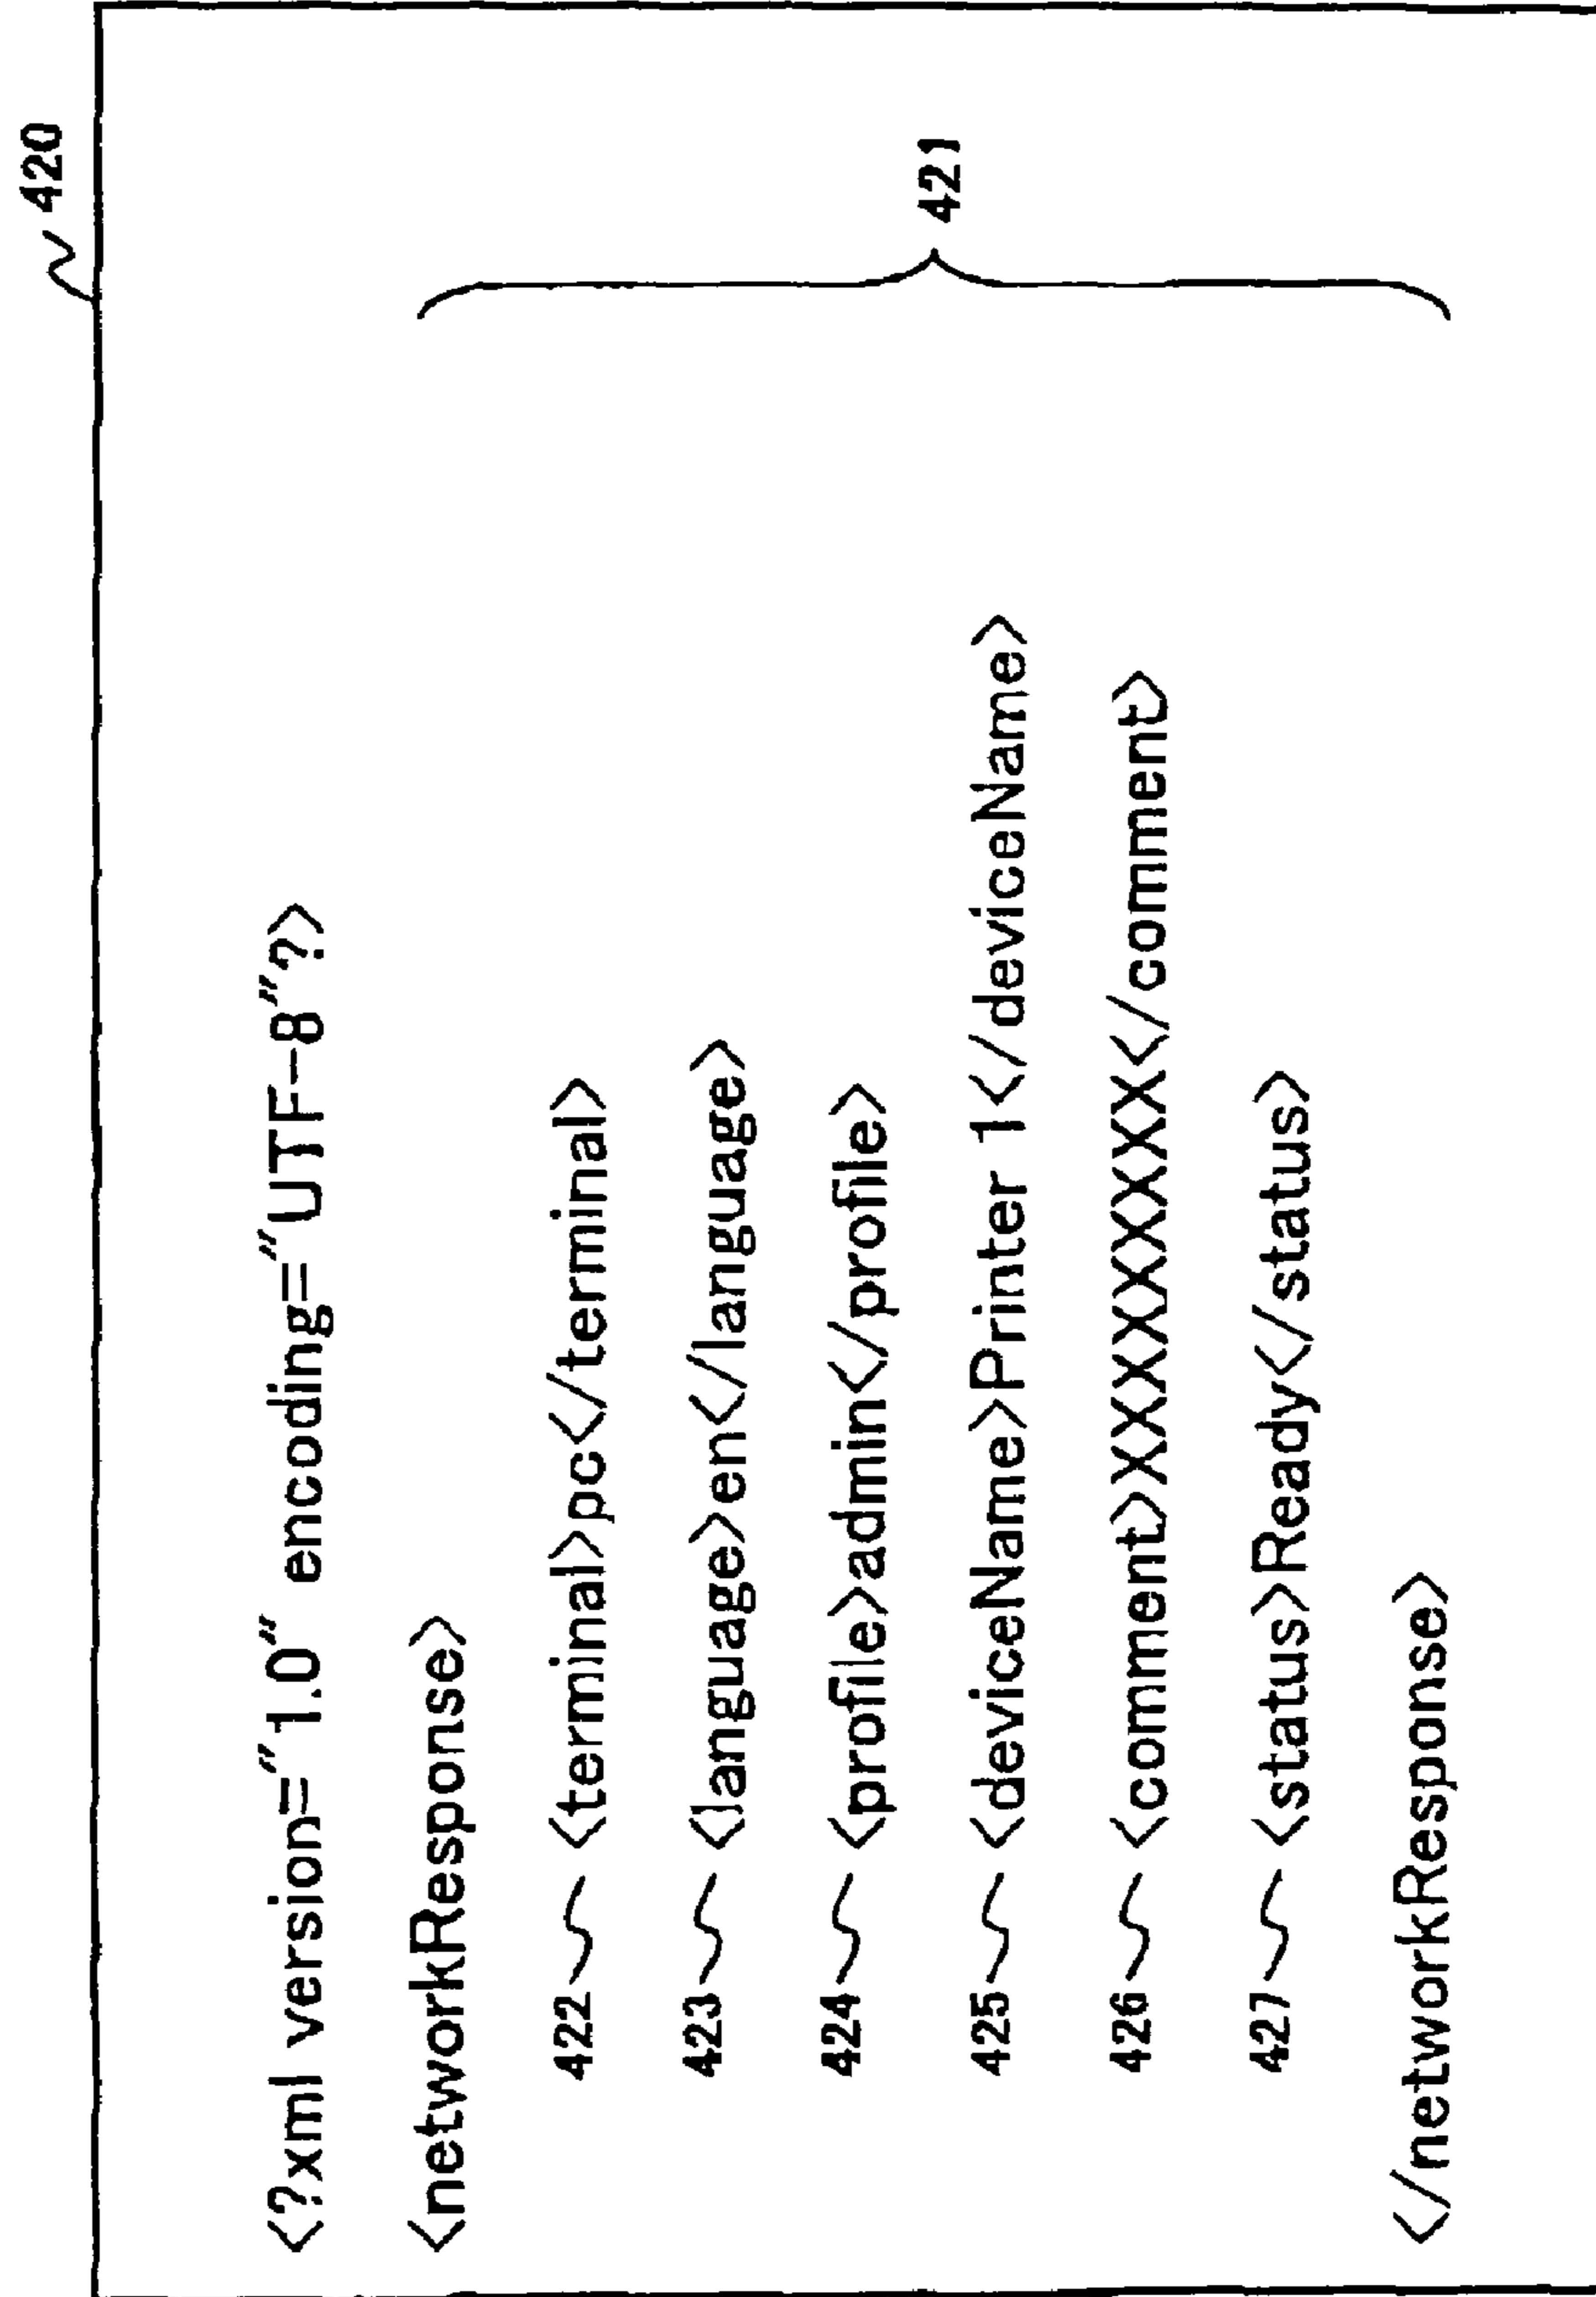 420
<?xml version="1.0" encoding="UTF-8"?>
<networkResponse>
422 <terminal>pc</terminal>
423 <language>en</language>
424 <profile>admin</profile>
425 <deviceName>Printer 1</deviceName>
426 <comment>XXXXXXXXX</comment>
427 <status>Ready</status>
</networkResponse>
421